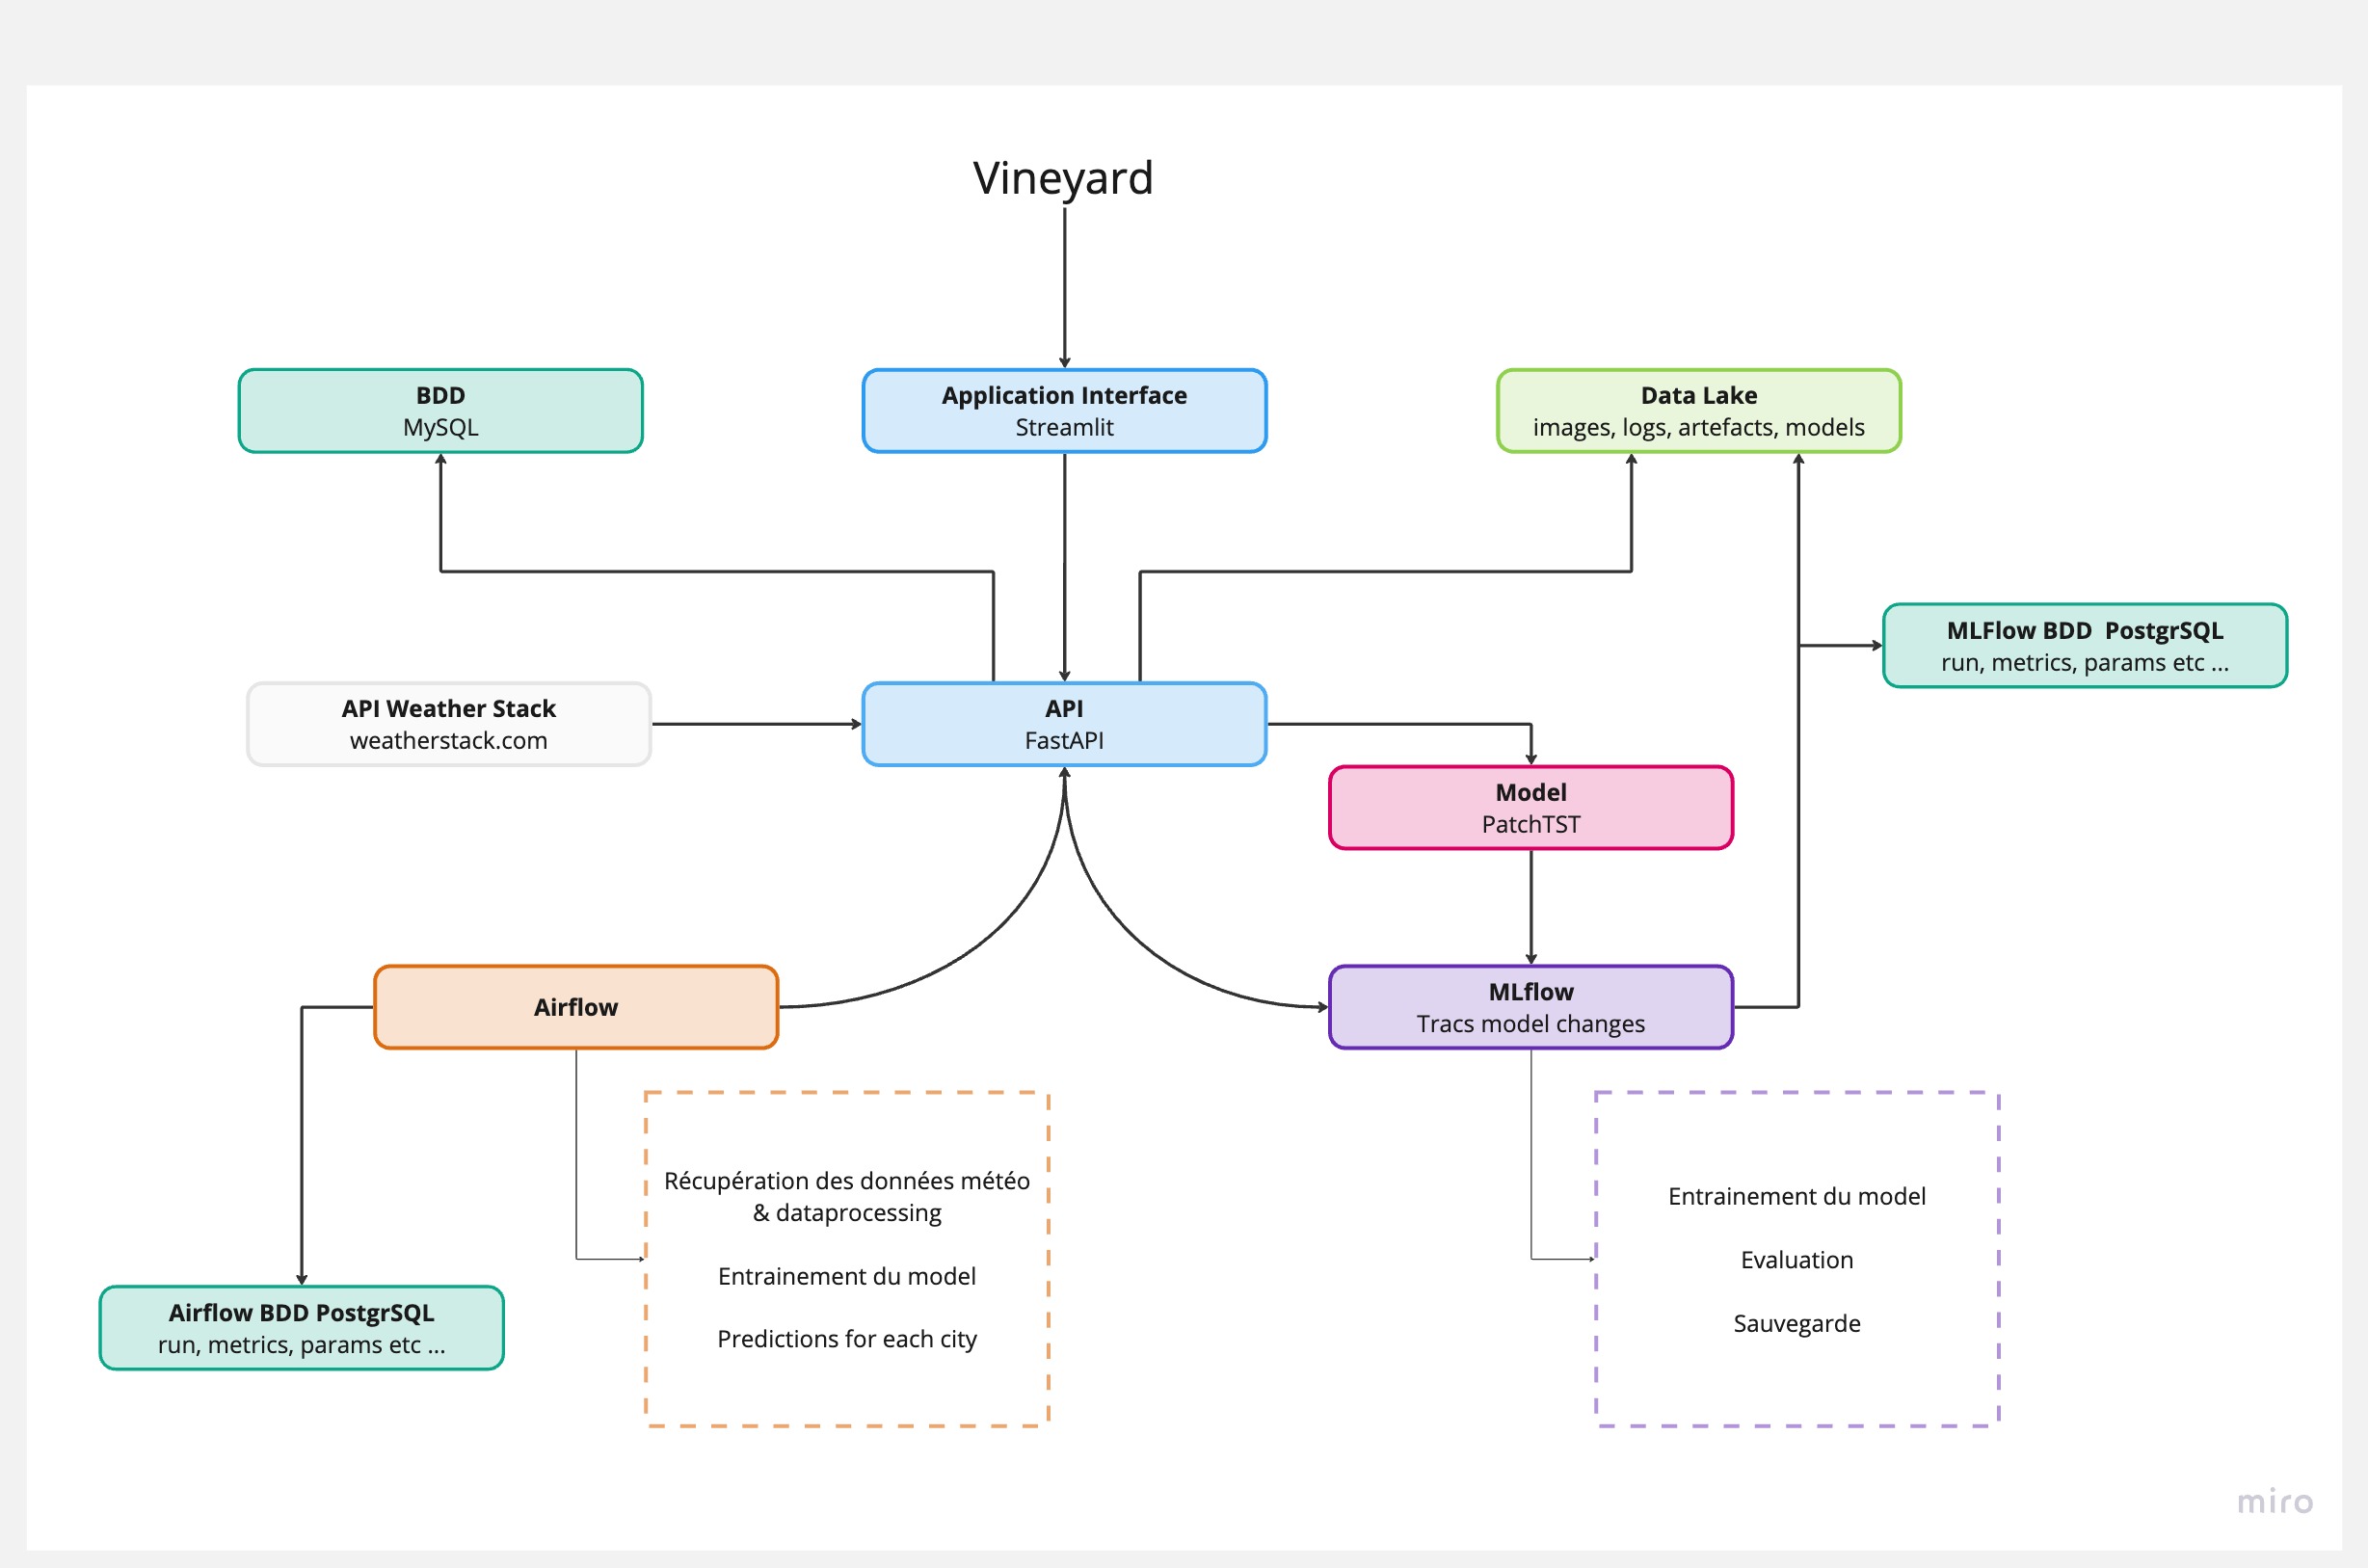 Vineyard
BDD
MySQL
Application Interface
Streamlit
Data Lake
images, logs, artefacts, models
MLFlow BDD  PostgrSQL
run, metrics, params etc ...
API Weather Stack
weatherstack.com
API
FastAPI
Model
PatchTST
Airflow
MLflow
Tracs model changes
Récupération des données météo
& dataprocessing
Entrainement du model
Predictions for each city
Entrainement du model
Evaluation
Sauvegarde
Airflow BDD PostgrSQL
run, metrics, params etc ...
miro